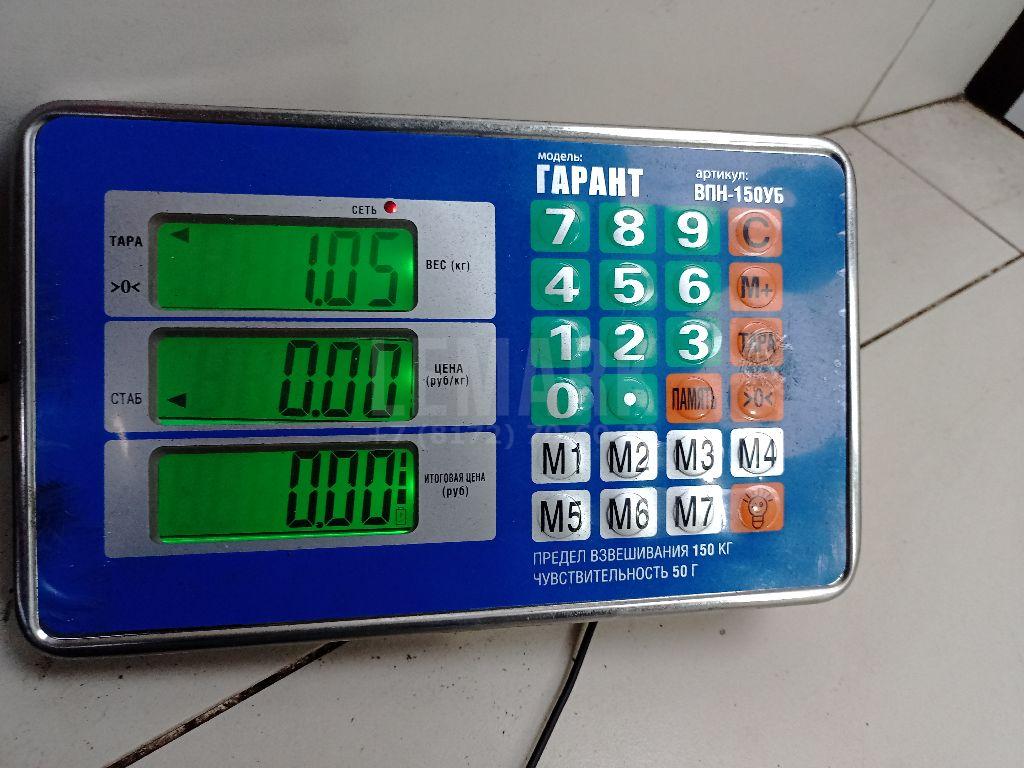 модель:
ГАРАНТ
артикул:
ВПН-150УБ
СЕТЬ
ТАРА
>0<
1.05
ВЕС (кг)
СТАБ
0.00
ЦЕНА
(руб/кг)
0.00
ИТОГОВАЯ ЦЕНА
(руб)
7 8 9 C
4 5 6 M+
1 2 3 ТАРА
0 . ПАМЯТЬ >0<
M1 M2 M3 M4
M5 M6 M7
ПРЕДЕЛ ВЗВЕШИВАНИЯ 150 КГ
ЧУВСТВИТЕЛЬНОСТЬ 50 Г